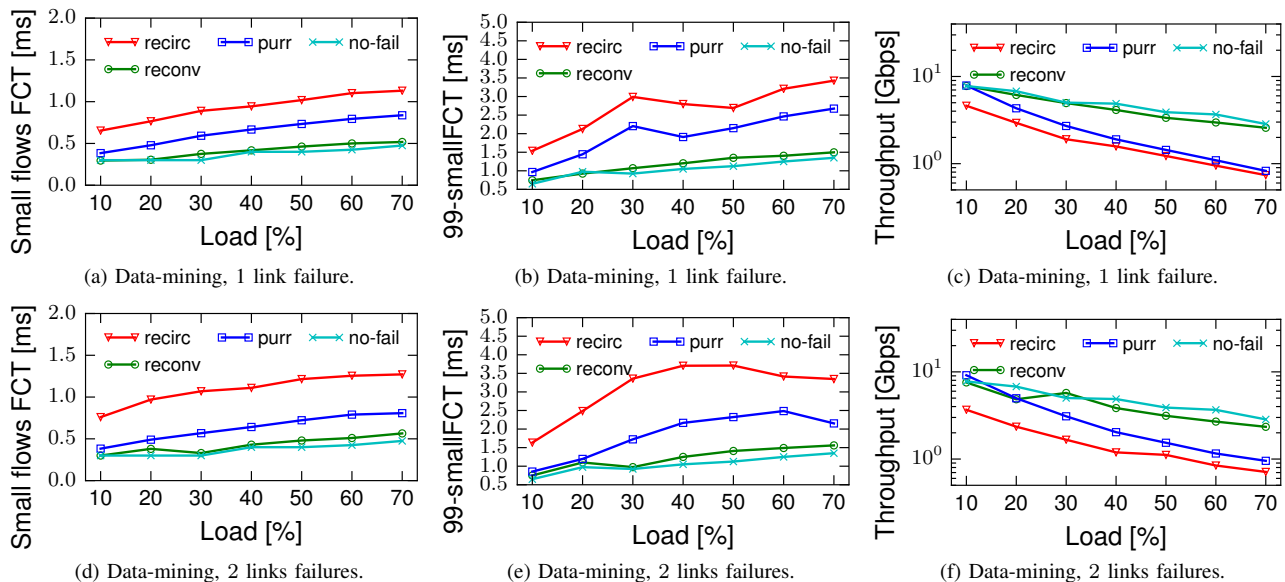 Small flows FCT [ms]
2.0
1.5
1.0
0.5
0.0
recirc
purr
no-fail
reconv
10 20 30 40 50 60 70
Load [%]
(a) Data-mining, 1 link failure.
99-smallFCT [ms]
5.0
4.5
4.0
3.5
3.0
2.5
2.0
1.5
1.0
0.5
recirc
purr
no-fail
reconv
10 20 30 40 50 60 70
Load [%]
(b) Data-mining, 1 link failure.
Throughput [Gbps]
10¹
10⁰
recirc
purr
no-fail
reconv
10 20 30 40 50 60 70
Load [%]
(c) Data-mining, 1 link failure.
Small flows FCT [ms]
2.0
1.5
1.0
0.5
0.0
recirc
purr
no-fail
reconv
10 20 30 40 50 60 70
Load [%]
(d) Data-mining, 2 links failures.
99-smallFCT [ms]
5.0
4.5
4.0
3.5
3.0
2.5
2.0
1.5
1.0
0.5
recirc
purr
no-fail
reconv
10 20 30 40 50 60 70
Load [%]
(e) Data-mining, 2 links failures.
Throughput [Gbps]
10¹
10⁰
recirc
purr
no-fail
reconv
10 20 30 40 50 60 70
Load [%]
(f) Data-mining, 2 links failures.